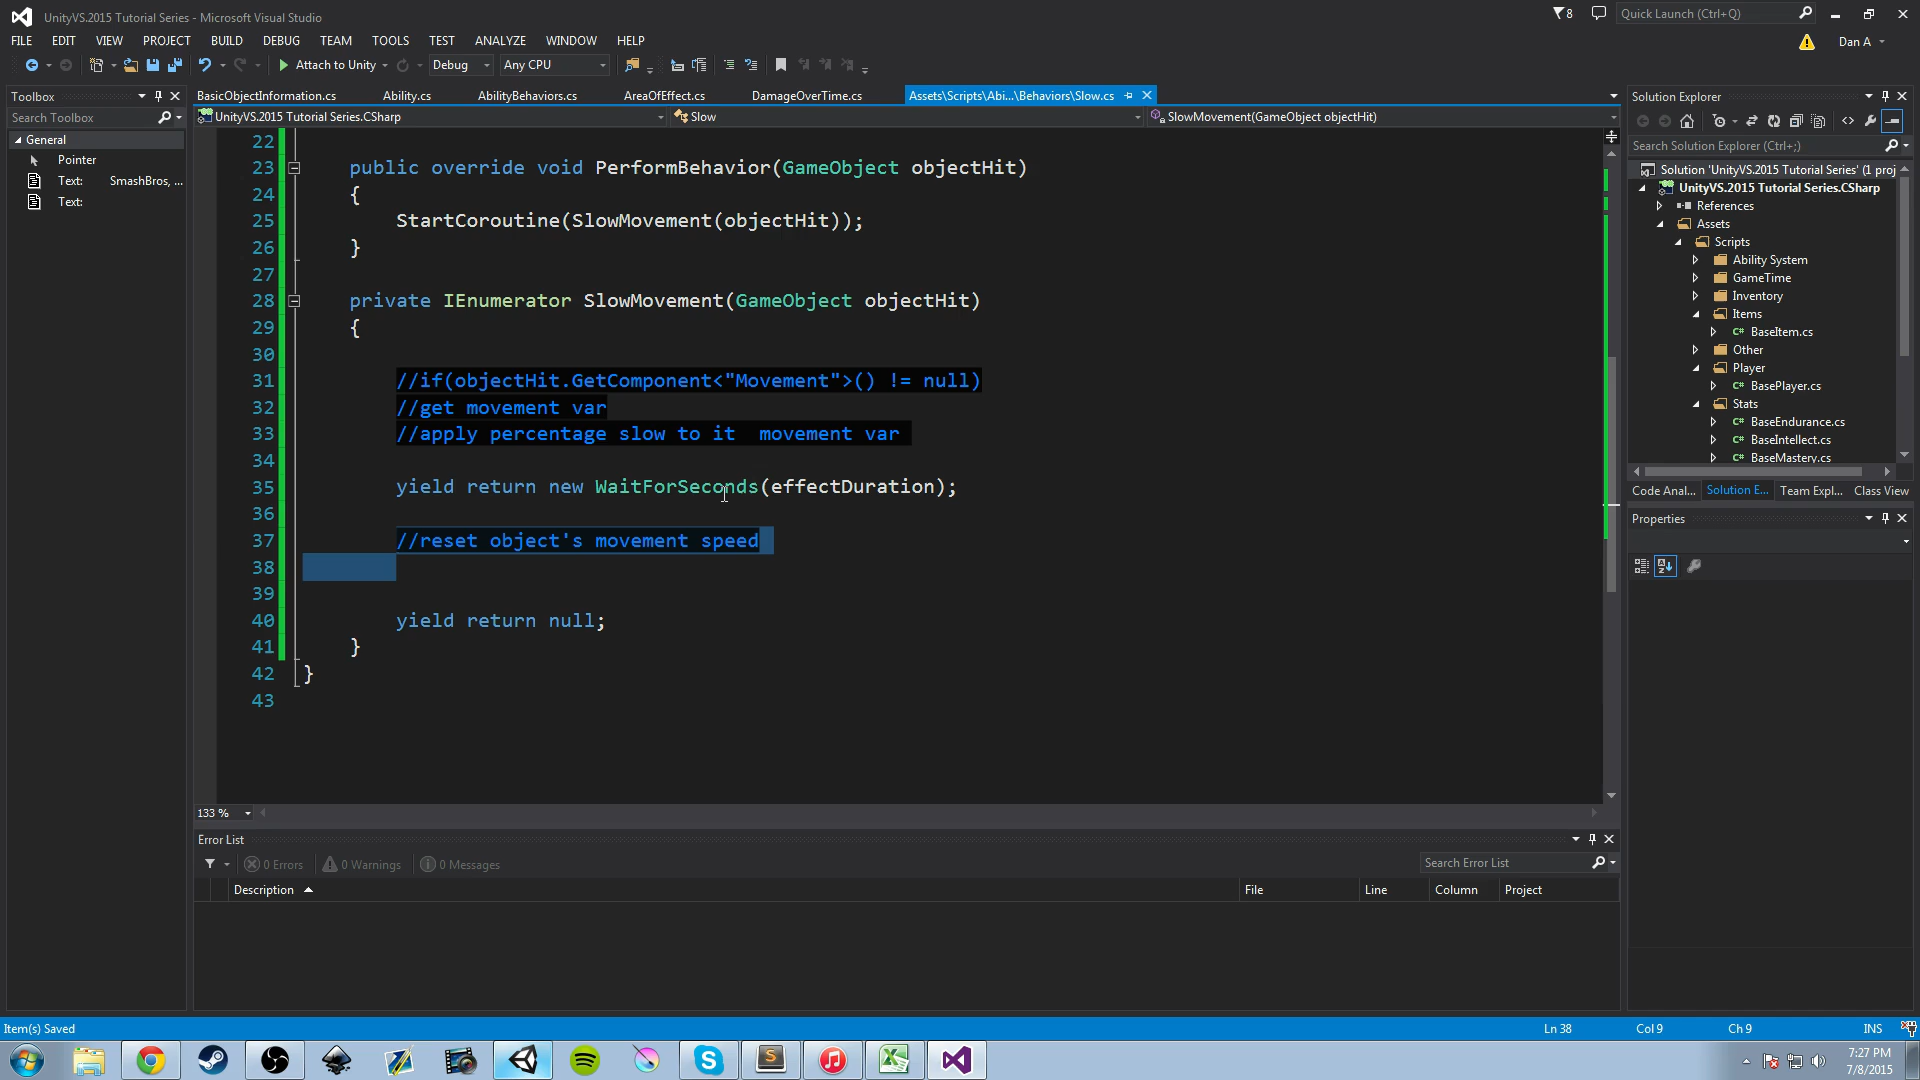 UnityVS.2015 Tutorial Series - Microsoft Visual Studio
8
Quick Launch (Ctrl+Q)
FILE EDIT VIEW PROJECT BUILD DEBUG TEAM TOOLS TEST ANALYZE WINDOW HELP
Dan A
Attach to Unity Debug Any CPU
Toolbox
Search Toolbox
General
Pointer
Text: SmashBros, ...
Text:
BasicObjectInformation.cs Ability.cs AbilityBehaviors.cs AreaOfEffect.cs DamageOverTime.cs Assets\Scripts\Abi...\Behaviors\Slow.cs
UnityVS.2015 Tutorial Series.CSharp Slow SlowMovement(GameObject objectHit)
22
23 public override void PerformBehavior(GameObject objectHit)
24 {
25 StartCoroutine(SlowMovement(objectHit));
26 }
27
28 private IEnumerator SlowMovement(GameObject objectHit)
29 {
30
31 //if(objectHit.GetComponent<"Movement">() != null)
32 //get movement var
33 //apply percentage slow to it  movement var
34
35 yield return new WaitForSeconds(effectDuration);
36
37 //reset object's movement speed
38
39
40 yield return null;
41 }
42 }
43
133 %
Error List
0 Errors 0 Warnings 0 Messages
Search Error List
Description File Line Column Project
Solution Explorer
Search Solution Explorer (Ctrl+;)
Solution 'UnityVS.2015 Tutorial Series' (1 proj
UnityVS.2015 Tutorial Series.CSharp
References
Assets
Scripts
Ability System
GameTime
Inventory
Items
C# BaseItem.cs
Other
Player
C# BasePlayer.cs
Stats
C# BaseEndurance.cs
C# BaseIntellect.cs
C# BaseMastery.cs
Code Anal... Solution E... Team Expl... Class View
Properties
Item(s) Saved
Ln 38 Col 9 Ch 9 INS
7:27 PM
7/8/2015